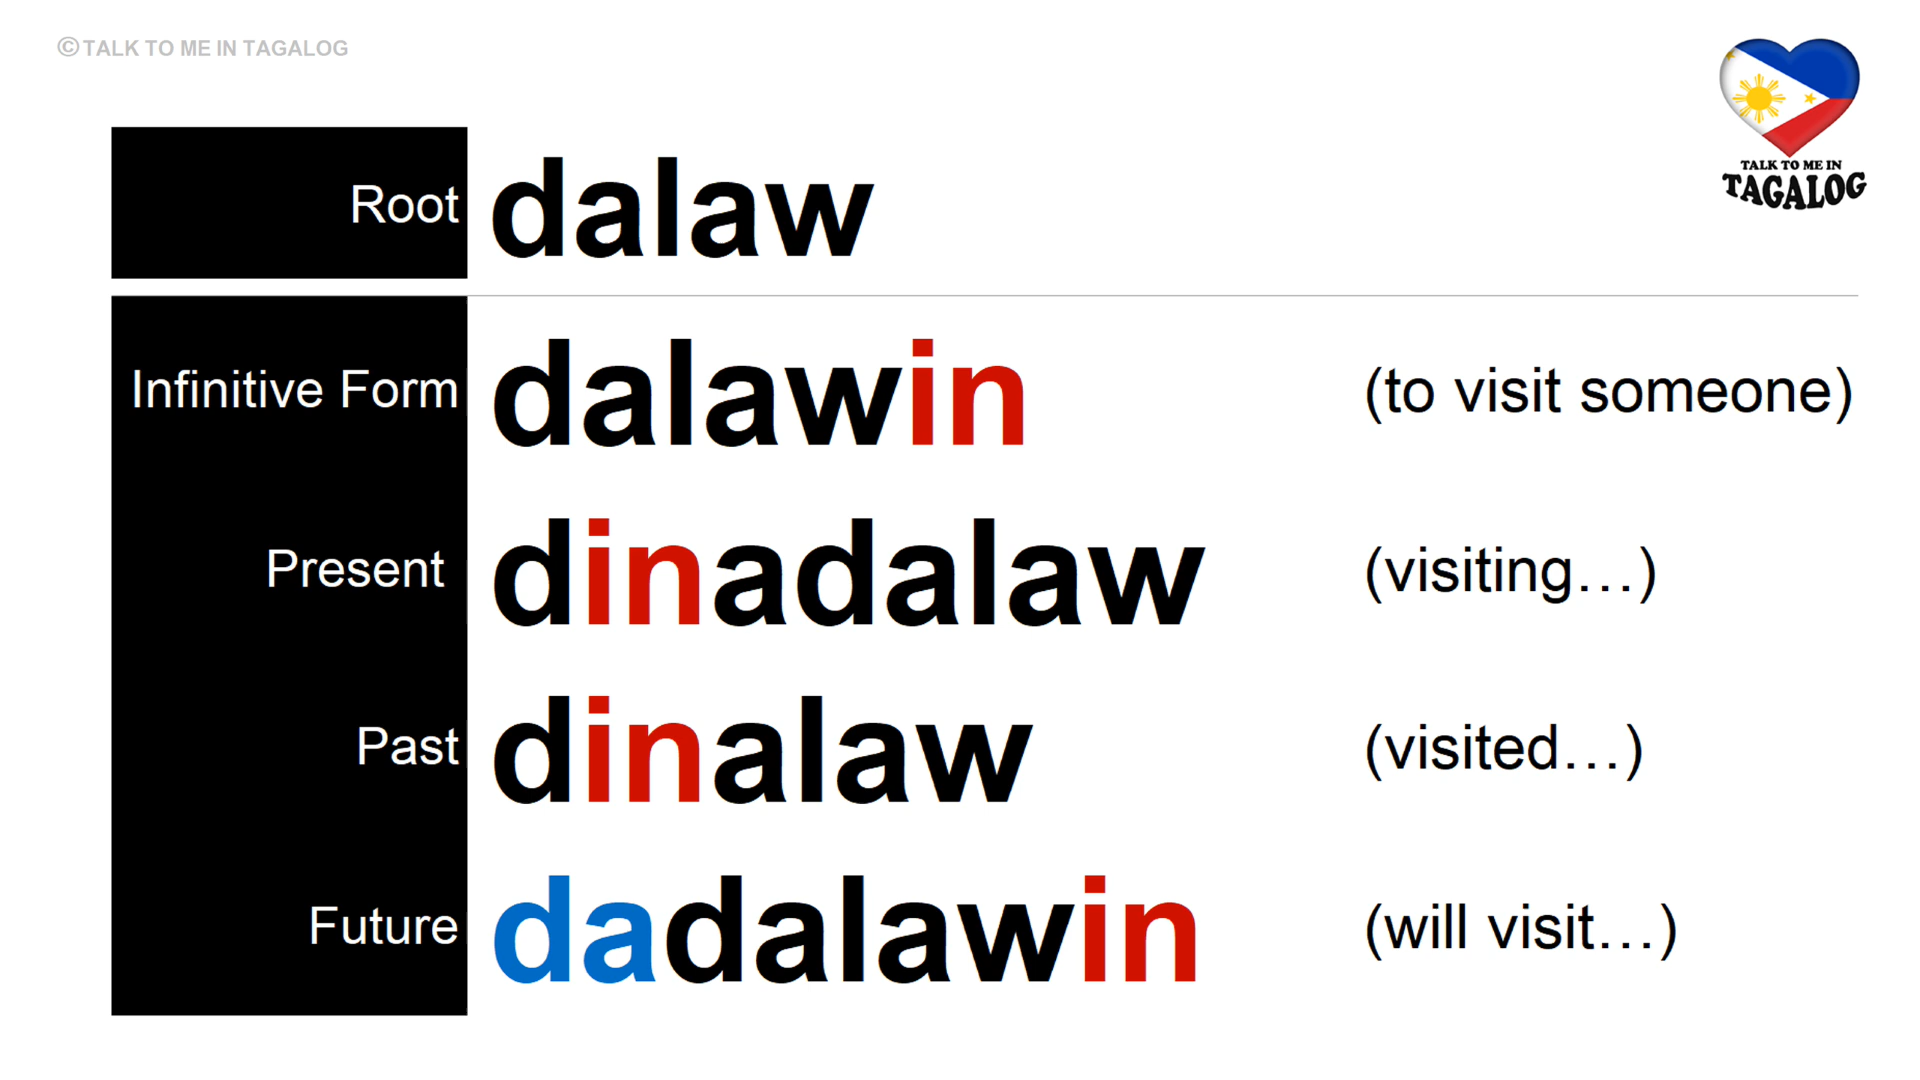 © TALK TO ME IN TAGALOG
TALK TO ME IN
TAGALOG
Root dalaw
Infinitive Form dalawin (to visit someone)
Present dinadalaw (visiting…)
Past dinalaw (visited…)
Future dadalawin (will visit…)